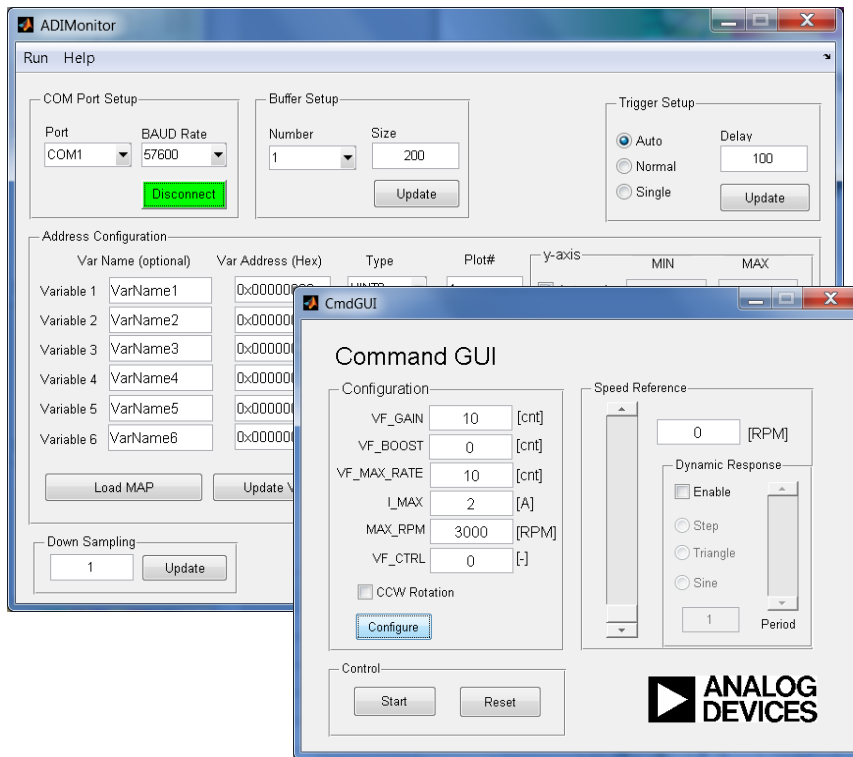 ADIMonitor
Run Help
COM Port Setup
Port BAUD Rate
COM1 57600
Disconnect
Buffer Setup
Number Size
1 200
Update
Trigger Setup
Auto
Normal
Single
Delay
100
Update
Address Configuration
Var Name (optional) Var Address (Hex) Type Plot# y-axis MIN MAX
Variable 1 VarName1
Variable 2 VarName2
Variable 3 VarName3
Variable 4 VarName4
Variable 5 VarName5
Variable 6 VarName6
Load MAP Update
Down Sampling
1 Update
CmdGUI
Command GUI
Configuration
VF_GAIN 10 [cnt]
VF_BOOST 0 [cnt]
VF_MAX_RATE 10 [cnt]
I_MAX 2 [A]
MAX_RPM 3000 [RPM]
VF_CTRL 0 [-]
CCW Rotation
Configure
Speed Reference
0 [RPM]
Dynamic Response
Enable
Step
Triangle
Sine
1 Period
Control
Start Reset
ANALOG
DEVICES